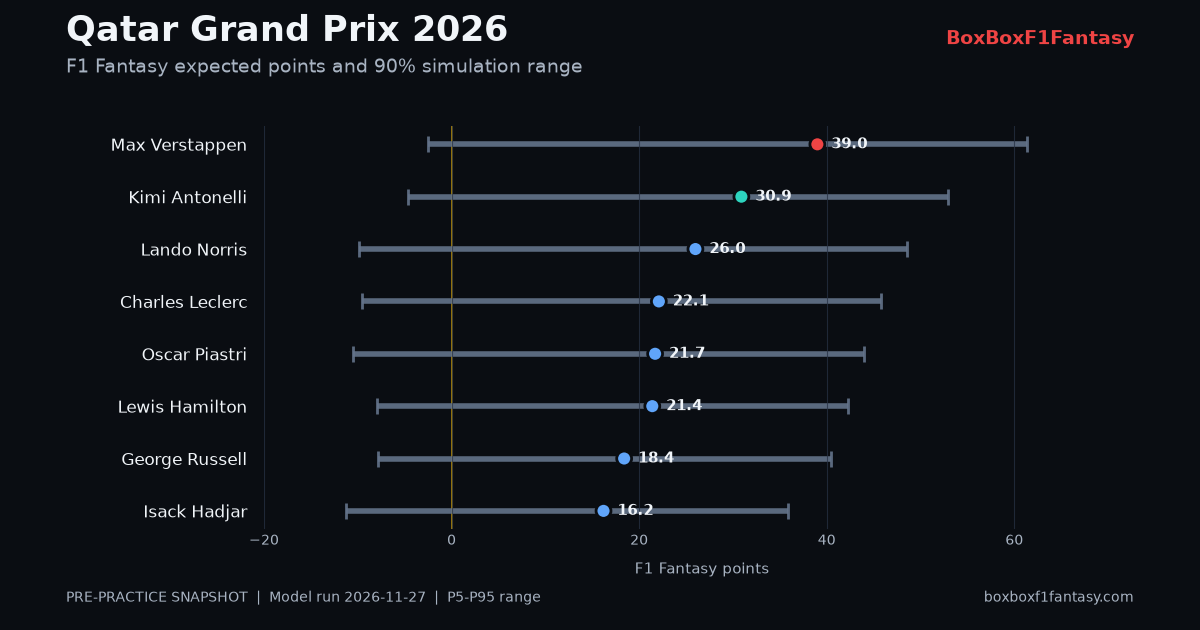 Qatar Grand Prix 2026
BoxBoxF1Fantasy
F1 Fantasy expected points and 90% simulation range
Max Verstappen 39.0
Kimi Antonelli 30.9
Lando Norris 26.0
Charles Leclerc 22.1
Oscar Piastri 21.7
Lewis Hamilton 21.4
George Russell 18.4
Isack Hadjar 16.2
−20 0 20 40 60
F1 Fantasy points
PRE-PRACTICE SNAPSHOT | Model run 2026-11-27 | P5-P95 range
boxboxf1fantasy.com